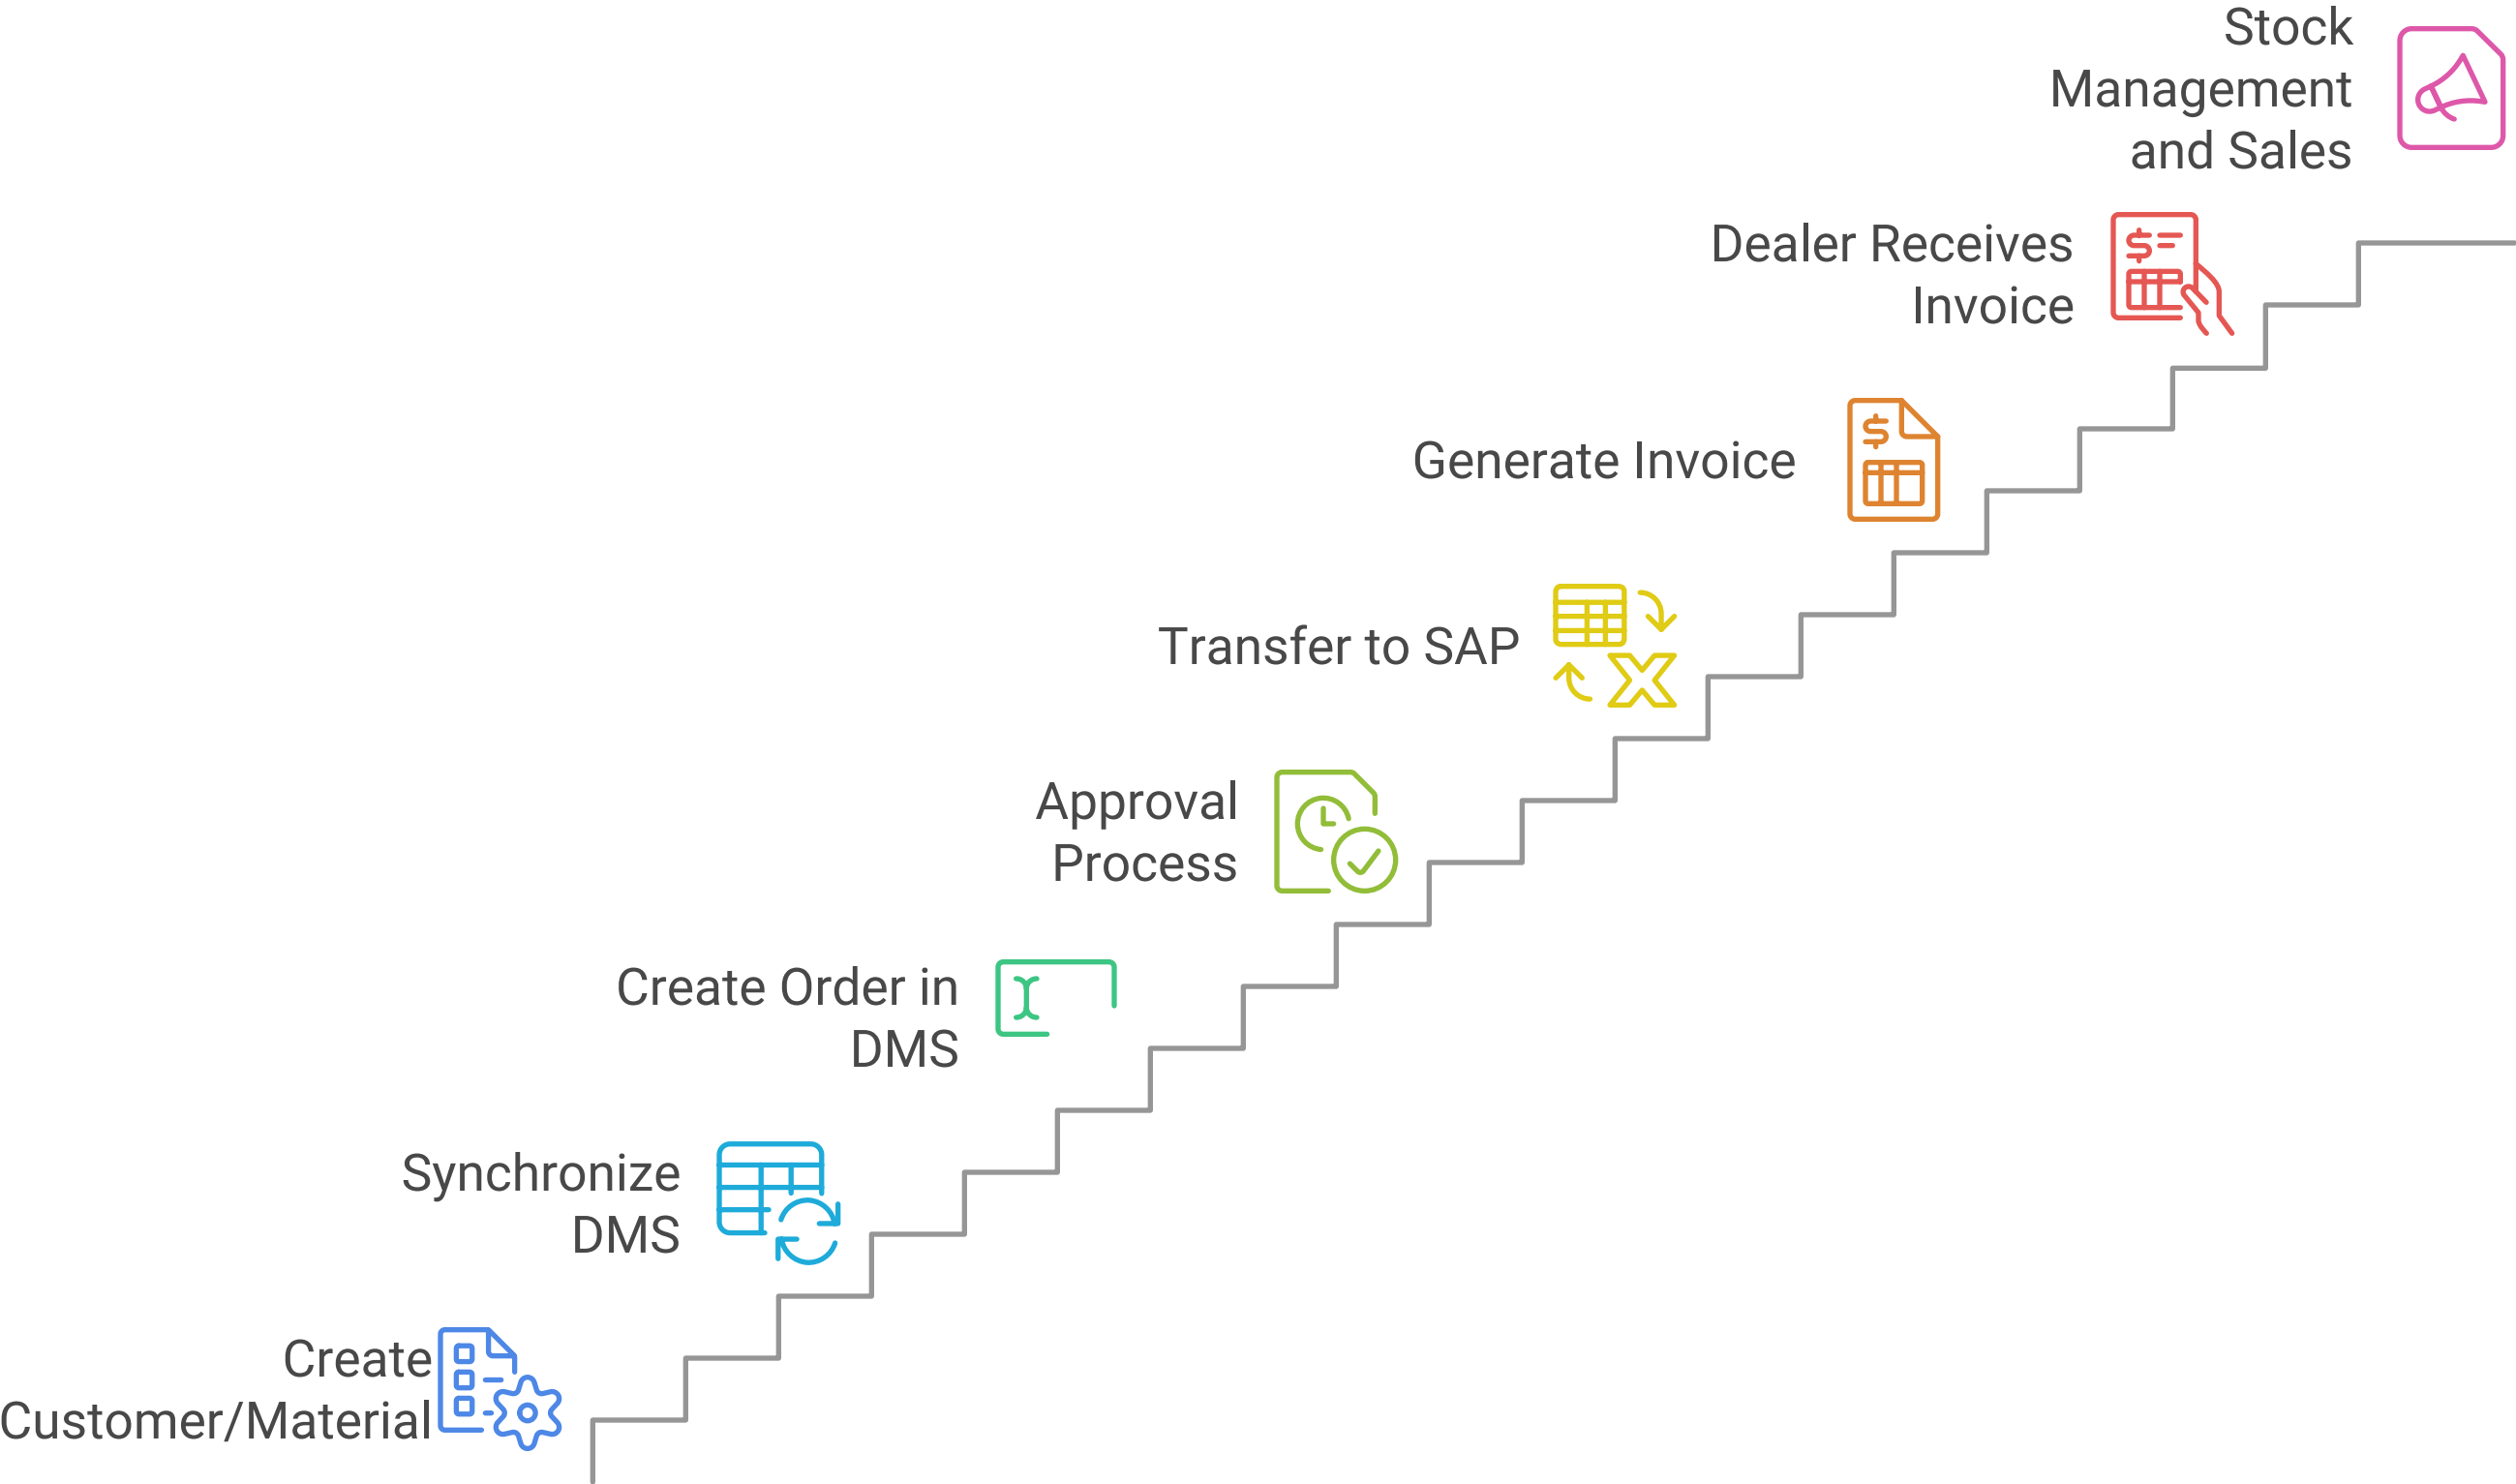 Stock
Management
and Sales
Dealer Receives
Invoice
Generate Invoice
Transfer to SAP
Approval
Process
Create Order in
DMS
Synchronize
DMS
Create
Customer/Material